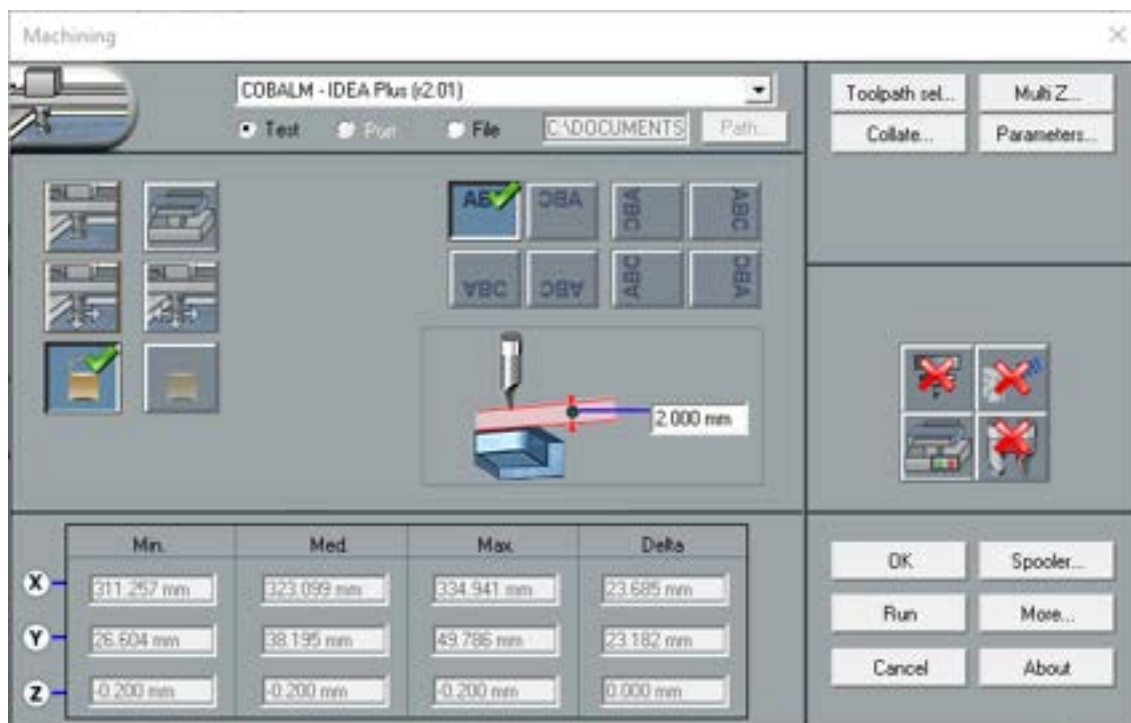 Machining
COBALM - IDEA Plus (r2.01)
Test Port File C:\DOCUMENTS Path...
Toolpath sel... Multi Z...
Collate... Parameters...
ABC ABC ABC ABC
ABC ABC ABC ABC
2.000 mm
Min. Med. Max. Delta
X 311.257 mm 323.099 mm 334.941 mm 23.685 mm
Y 26.604 mm 38.195 mm 49.786 mm 23.182 mm
Z -0.200 mm -0.200 mm -0.200 mm 0.000 mm
OK Spooler...
Run More...
Cancel About